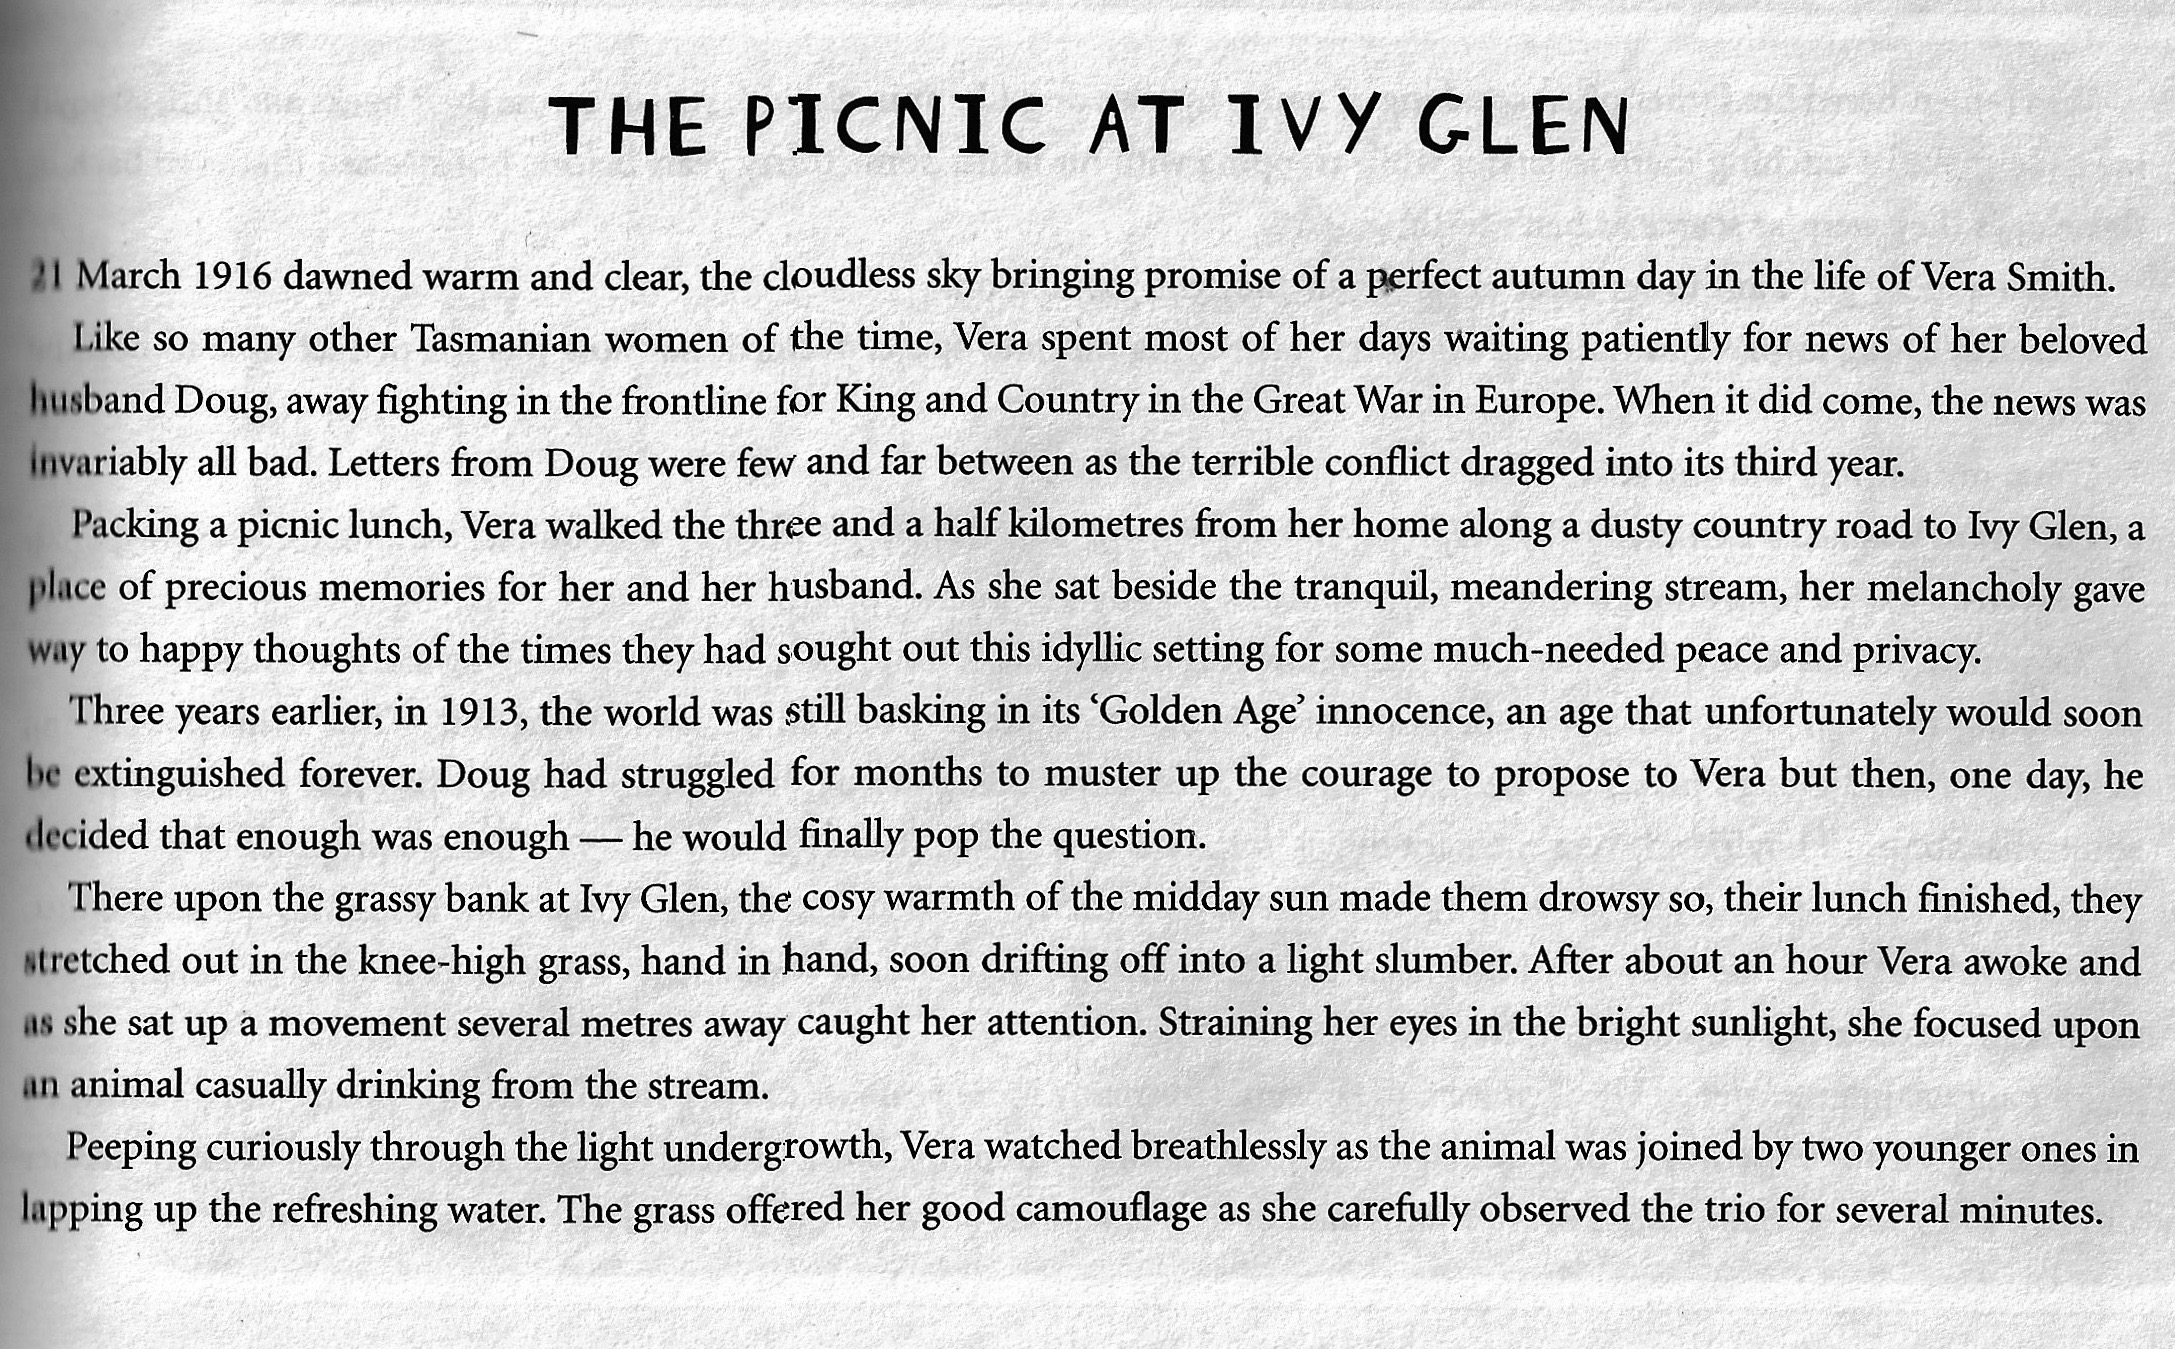 THE PICNIC AT IVY GLEN
21 March 1916 dawned warm and clear, the cloudless sky bringing promise of a perfect autumn day in the life of Vera Smith.
Like so many other Tasmanian women of the time, Vera spent most of her days waiting patiently for news of her beloved
husband Doug, away fighting in the frontline for King and Country in the Great War in Europe. When it did come, the news was
invariably all bad. Letters from Doug were few and far between as the terrible conflict dragged into its third year.
Packing a picnic lunch, Vera walked the three and a half kilometres from her home along a dusty country road to Ivy Glen, a
place of precious memories for her and her husband. As she sat beside the tranquil, meandering stream, her melancholy gave
way to happy thoughts of the times they had sought out this idyllic setting for some much-needed peace and privacy.
Three years earlier, in 1913, the world was still basking in its ‘Golden Age’ innocence, an age that unfortunately would soon
be extinguished forever. Doug had struggled for months to muster up the courage to propose to Vera but then, one day, he
decided that enough was enough — he would finally pop the question.
There upon the grassy bank at Ivy Glen, the cosy warmth of the midday sun made them drowsy so, their lunch finished, they
stretched out in the knee-high grass, hand in hand, soon drifting off into a light slumber. After about an hour Vera awoke and
as she sat up a movement several metres away caught her attention. Straining her eyes in the bright sunlight, she focused upon
an animal casually drinking from the stream.
Peeping curiously through the light undergrowth, Vera watched breathlessly as the animal was joined by two younger ones in
lapping up the refreshing water. The grass offered her good camouflage as she carefully observed the trio for several minutes.